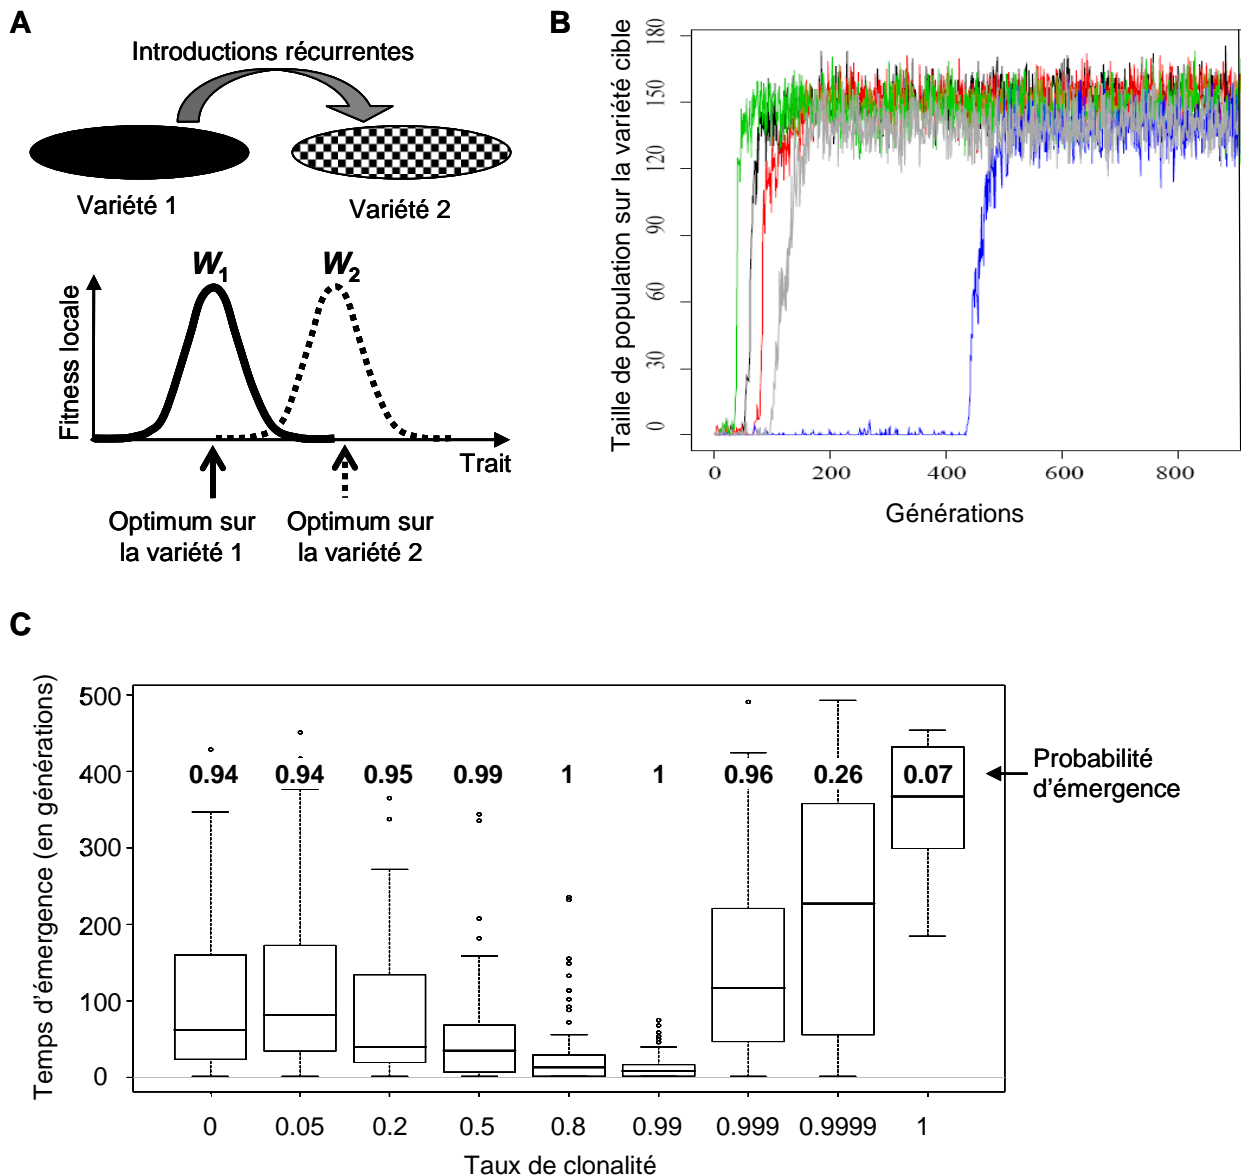 A
Introductions récurrentes
Variété 1
Variété 2
W1
W2
Fitness locale
Trait
Optimum sur
la variété 1
Optimum sur
la variété 2
B
Taille de population sur la variété cible
180
150
120
90
60
30
0
0
200
400
600
800
Générations
C
Temps d'émergence (en générations)
500
400
300
200
100
0
0.94
0.94
0.95
0.99
1
1
0.96
0.26
0.07
Probabilité
d'émergence
0
0.05
0.2
0.5
0.8
0.99
0.999
0.9999
1
Taux de clonalité